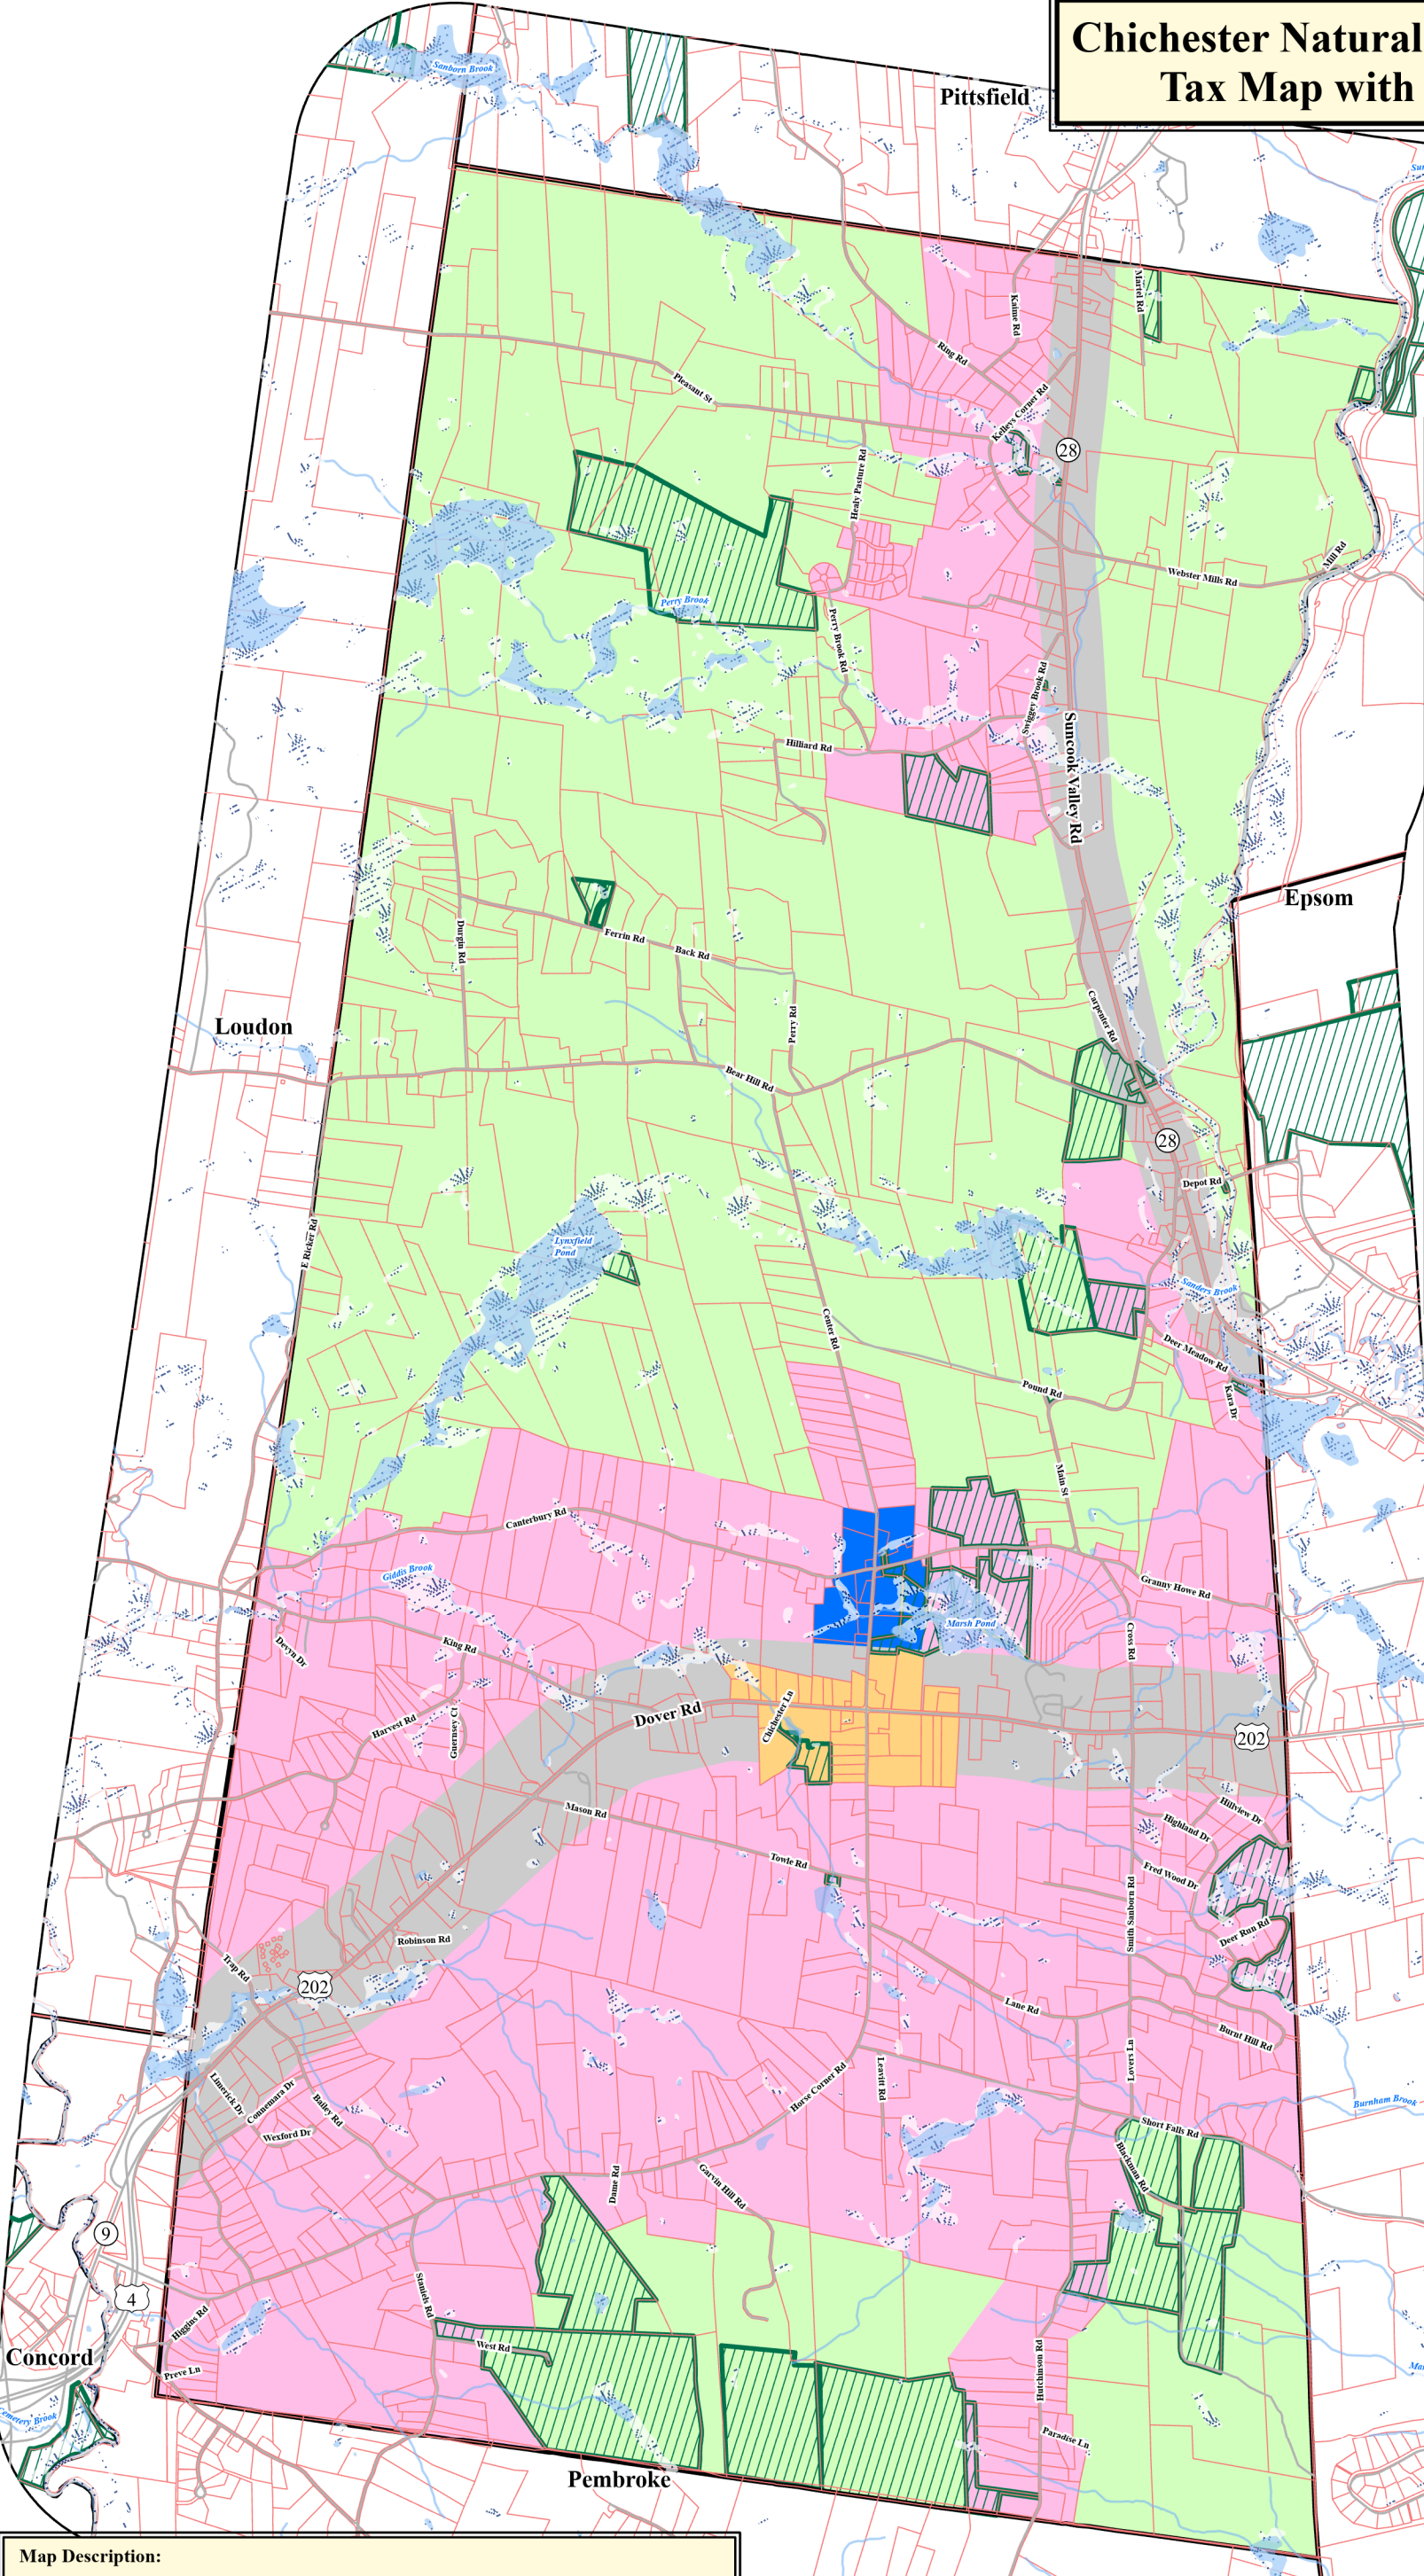 Chichester Natural
Tax Map with
Pittsfield
Sanborn Brook
Martel Rd
Kaime Rd
Ring Rd
Pleasant St
Kelleys Corner Rd
28
Healy Pasture Rd
Mill Rd
Webster Mills Rd
Perry Brook
Perry Brook Rd
Swiggey Brook Rd
Suncook Valley Rd
Hilliard Rd
Epsom
Durgin Rd
Ferrin Rd
Back Rd
Carpenter Rd
Perry Rd
Loudon
Bear Hill Rd
28
Depot Rd
E Ricker Rd
Lynxfield
Pond
Sanders Brook
Center Rd
Deer Meadow Rd
Pound Rd
Kara Dr
Main St
Canterbury Rd
Giddis Brook
Granny Howe Rd
Marsh Pond
Cross Rd
Devyn Dr
King Rd
Harvest Rd
Guernsey Ct
Dover Rd
Chichester Ln
202
Mason Rd
Hillview Dr
Highland Dr
Towle Rd
Fred Wood Dr
Smith Sanborn Rd
Deer Run Rd
Robinson Rd
Trap Rd
202
Lane Rd
Burnt Hill Rd
Lovers Ln
Leavitt Rd
Horse Corner Rd
Limerick Dr
Connemara Dr
Bailey Rd
Wexford Dr
Burnham Brook
Short Falls Rd
Blackman Rd
Dame Rd
Garvin Hill Rd
9
4
Staniels Rd
Higgins Rd
West Rd
Concord
Preve Ln
Hutchinson Rd
Cemetery Brook
Paradise Ln
Pembroke
Map Description: